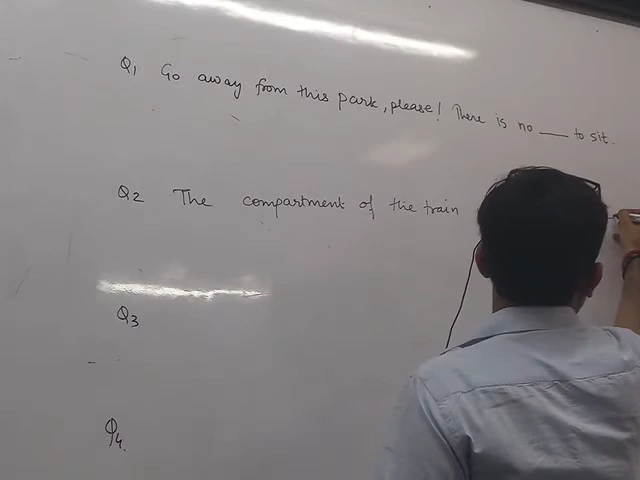 Q1 Go away from this park, please! There is no ___ to sit.
Q2 The compartment of the train
Q3
Q4.